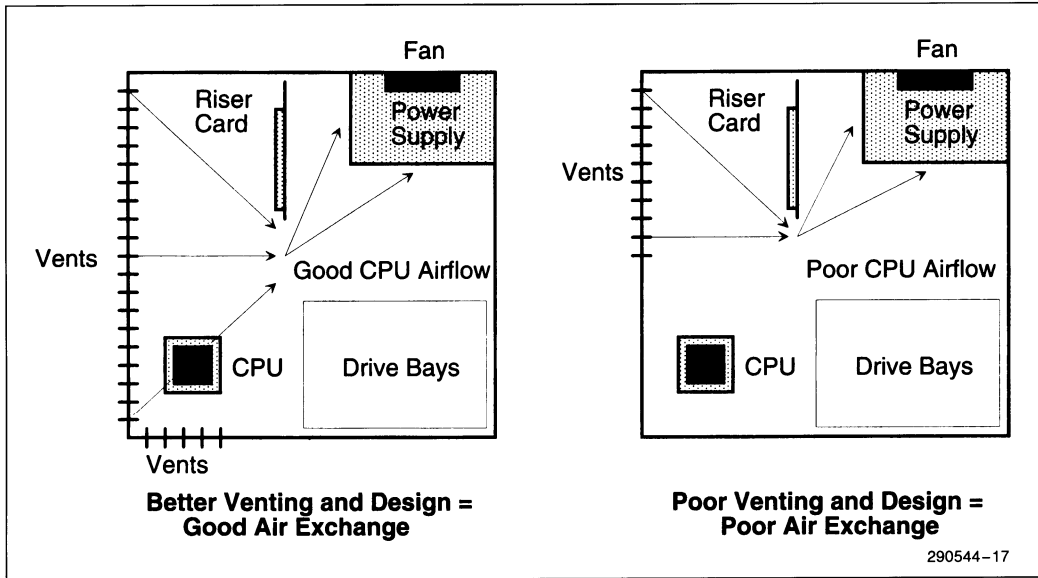 Fan
Riser
Card
Power
Supply
Vents
Good CPU Airflow
CPU
Drive Bays
Vents
Better Venting and Design =
Good Air Exchange
Fan
Riser
Card
Power
Supply
Vents
Poor CPU Airflow
CPU
Drive Bays
Poor Venting and Design =
Poor Air Exchange
290544–17